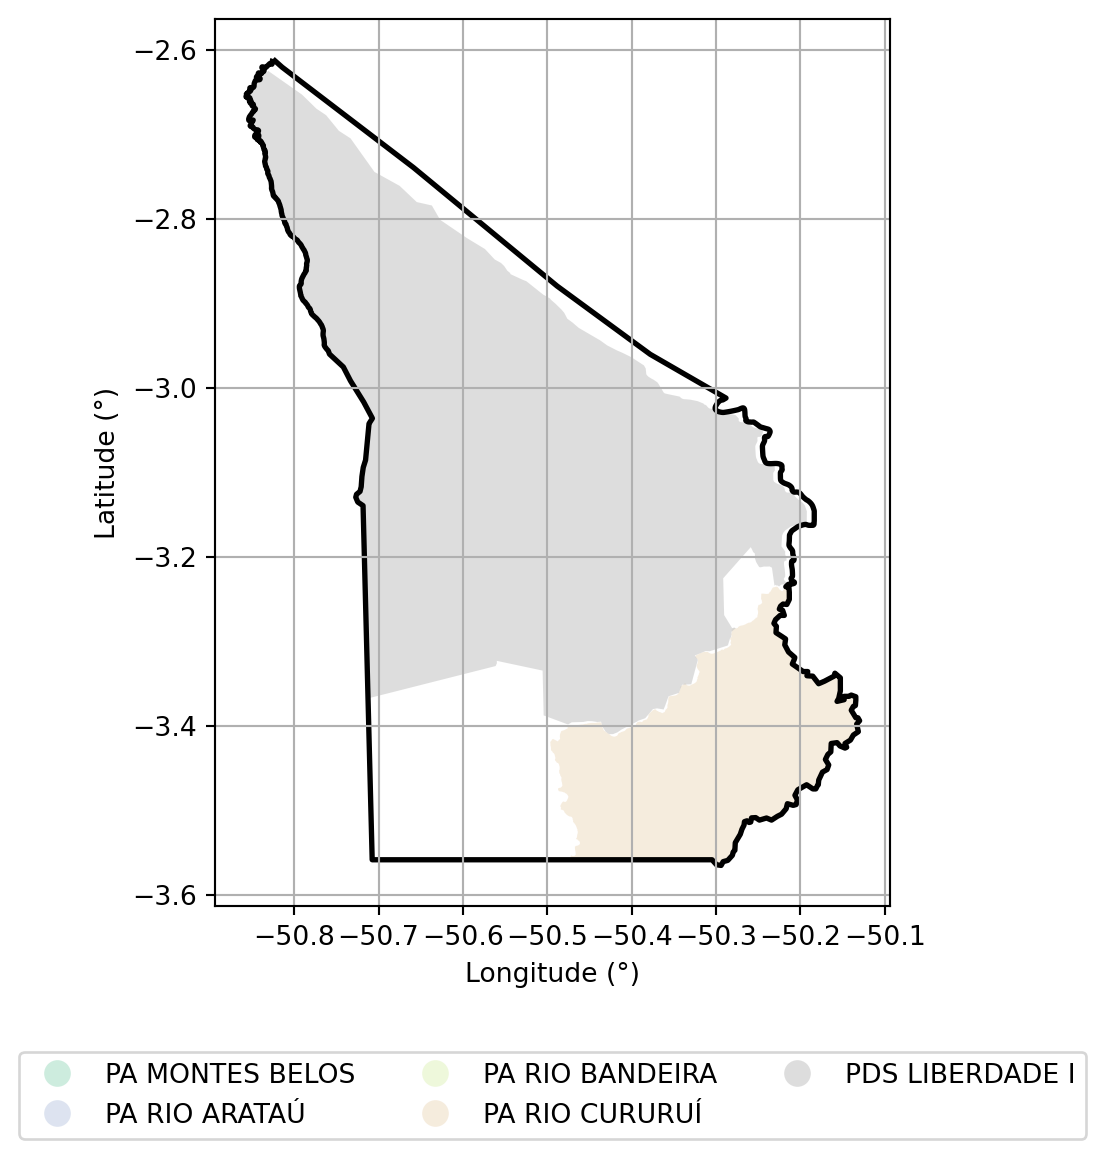 −2.6
−2.8
−3.0
−3.2
−3.4
−3.6
Latitude (°)
−50.8 −50.7 −50.6 −50.5 −50.4 −50.3 −50.2 −50.1
Longitude (°)
PA MONTES BELOS PA RIO BANDEIRA PDS LIBERDADE I
PA RIO ARATAÚ PA RIO CURURUÍ